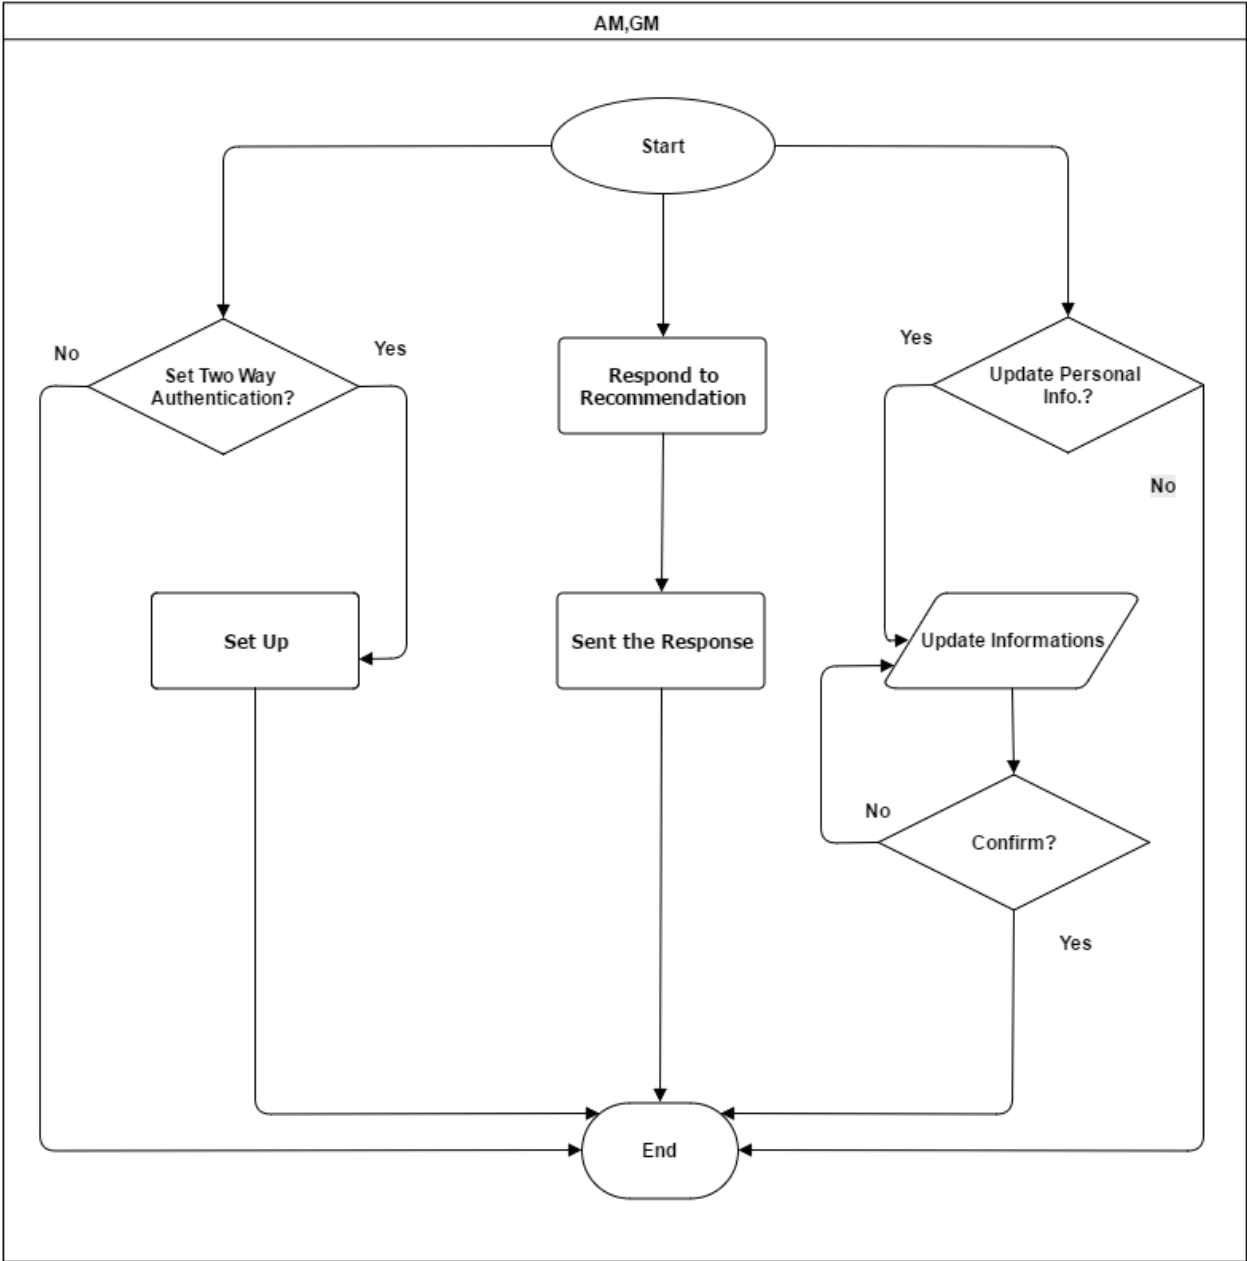 AM,GM
Start
No
Yes
Set Two Way
Authentication?
Respond to
Recommendation
Yes
Update Personal
Info.?
No
Set Up
Sent the Response
Update Informations
No
Confirm?
Yes
End